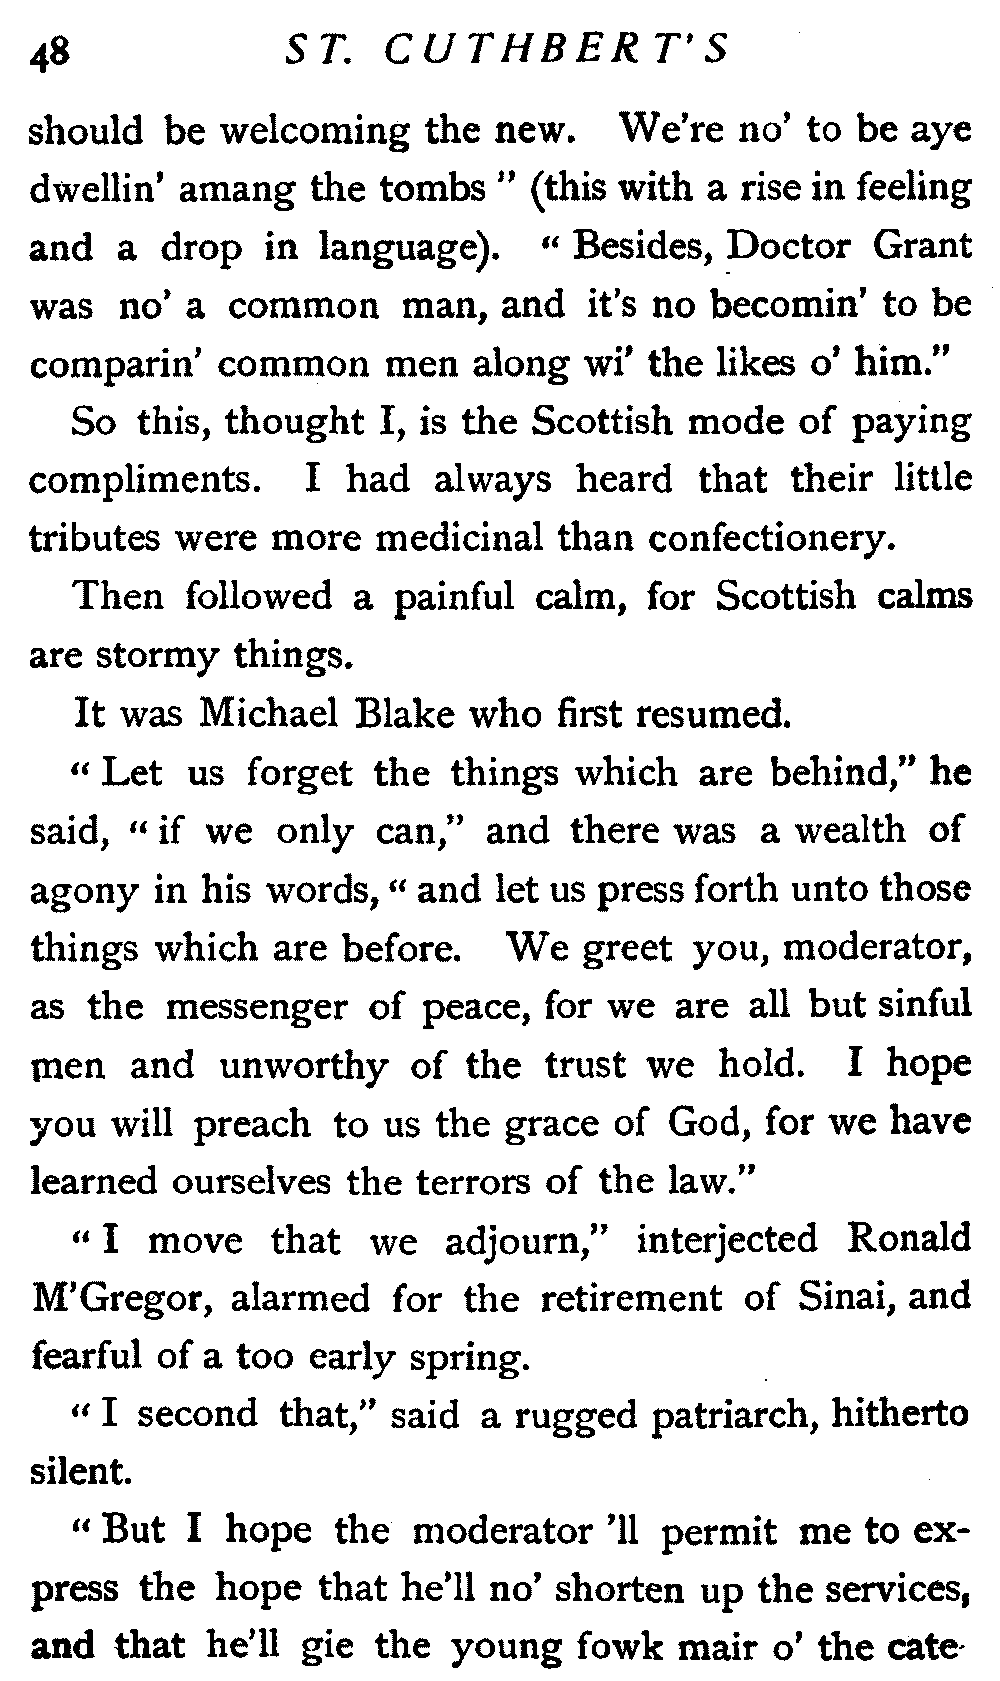 48 ST. CUTHBERT'S
should be welcoming the new. We're no' to be aye
dwellin' amang the tombs" (this with a rise in feeling
and a drop in language). "Besides, Doctor Grant
was no' a common man, and it's no becomin' to be
comparin' common men along wi' the likes o' him."
So this, thought I, is the Scottish mode of paying
compliments. I had always heard that their little
tributes were more medicinal than confectionery.
Then followed a painful calm, for Scottish calms
are stormy things.
It was Michael Blake who first resumed.
"Let us forget the things which are behind," he
said, "if we only can," and there was a wealth of
agony in his words, "and let us press forth unto those
things which are before. We greet you, moderator,
as the messenger of peace, for we are all but sinful
men and unworthy of the trust we hold. I hope
you will preach to us the grace of God, for we have
learned ourselves the terrors of the law."
"I move that we adjourn," interjected Ronald
M'Gregor, alarmed for the retirement of Sinai, and
fearful of a too early spring.
"I second that," said a rugged patriarch, hitherto
silent.
"But I hope the moderator 'll permit me to ex-
press the hope that he'll no' shorten up the services,
and that he'll gie the young fowk mair o' the cate-